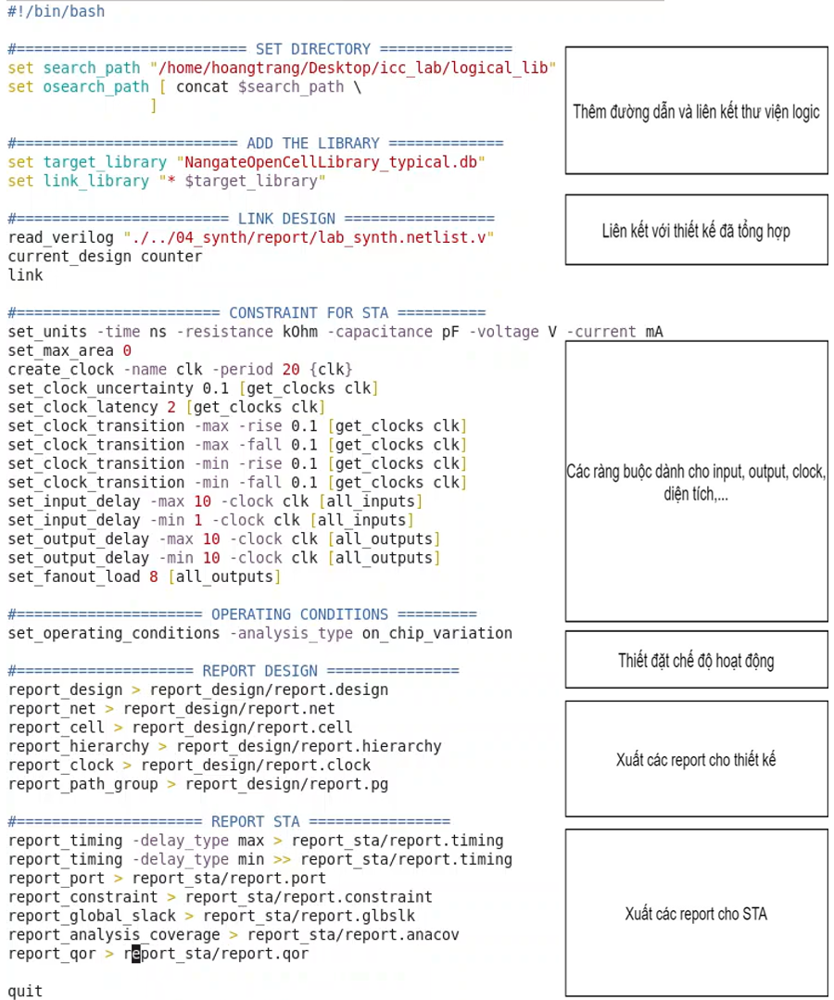 #!/bin/bash
#========================== SET DIRECTORY ===============
set search_path "/home/hoangtrang/Desktop/icc_lab/logical_lib"
set osearch_path [ concat $search_path \
]
Thêm đường dẫn và liên kết thư viện logic
#========================= ADD THE LIBRARY =============
set target_library "NangateOpenCellLibrary_typical.db"
set link_library "* $target_library"
#======================== LINK DESIGN =================
read_verilog "./../04_synth/report/lab_synth.netlist.v"
current_design counter
link
Liên kết với thiết kế đã tổng hợp
#======================= CONSTRAINT FOR STA ==========
set_units -time ns -resistance kOhm -capacitance pF -voltage V -current mA
set_max_area 0
create_clock -name clk -period 20 {clk}
set_clock_uncertainty 0.1 [get_clocks clk]
set_clock_latency 2 [get_clocks clk]
set_clock_transition -max -rise 0.1 [get_clocks clk]
set_clock_transition -max -fall 0.1 [get_clocks clk]
set_clock_transition -min -rise 0.1 [get_clocks clk]
set_clock_transition -min -fall 0.1 [get_clocks clk]
set_input_delay -max 10 -clock clk [all_inputs]
set_input_delay -min 1 -clock clk [all_inputs]
set_output_delay -max 10 -clock clk [all_outputs]
set_output_delay -min 10 -clock clk [all_outputs]
set_fanout_load 8 [all_outputs]
Các ràng buộc dành cho input, output, clock,
diện tích,...
#===================== OPERATING CONDITIONS =========
set_operating_conditions -analysis_type on_chip_variation
Thiết đặt chế độ hoạt động
#==================== REPORT DESIGN ===============
report_design > report_design/report.design
report_net > report_design/report.net
report_cell > report_design/report.cell
report_hierarchy > report_design/report.hierarchy
report_clock > report_design/report.clock
report_path_group > report_design/report.pg
Xuất các report cho thiết kế
#===================== REPORT STA ================
report_timing -delay_type max > report_sta/report.timing
report_timing -delay_type min >> report_sta/report.timing
report_port > report_sta/report.port
report_constraint > report_sta/report.constraint
report_global_slack > report_sta/report.glbslk
report_analysis_coverage > report_sta/report.anacov
report_qor > report_sta/report.qor
Xuất các report cho STA
quit